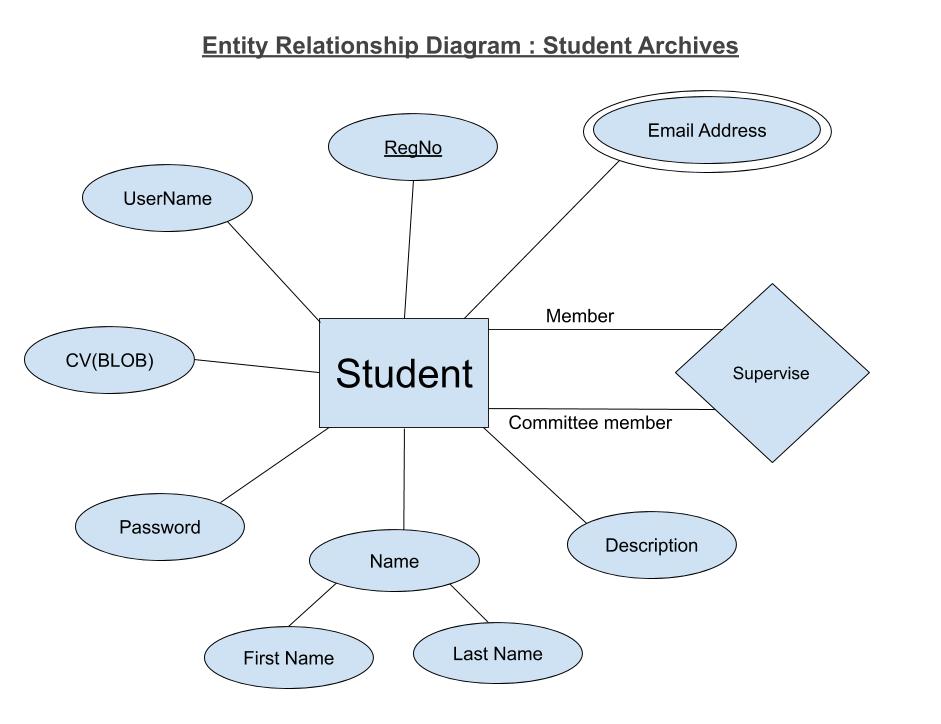 Entity Relationship Diagram : Student Archives
Email Address
RegNo
UserName
Member
CV(BLOB)
Student
Supervise
Committee member
Password
Description
Name
First Name
Last Name